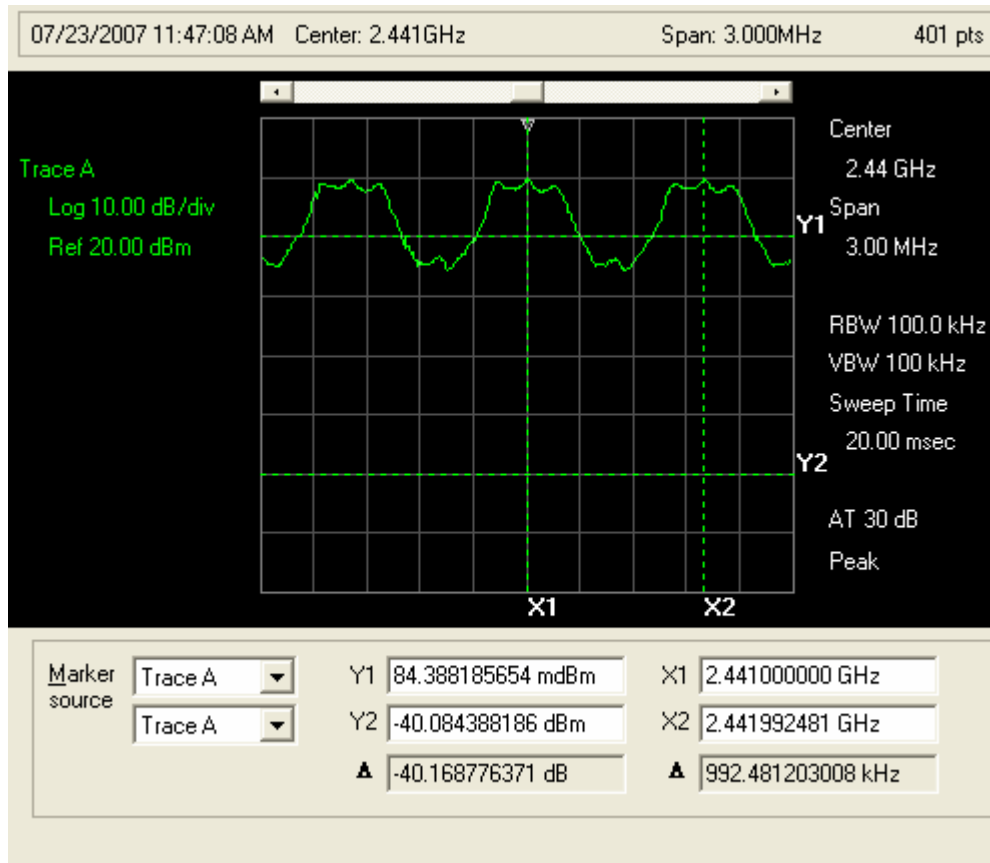 07/23/2007 11:47:08 AM Center: 2.441GHz Span: 3.000MHz 401 pts
Trace A
Log 10.00 dB/div
Ref 20.00 dBm
Center
2.44 GHz
Span
3.00 MHz
RBW 100.0 kHz
VBW 100 kHz
Sweep Time
20.00 msec
AT 30 dB
Peak
Y1
Y2
X1 X2
Marker source
Trace A
Trace A
Y1 84.388185654 mdBm
Y2 -40.084388186 dBm
Δ -40.168776371 dB
X1 2.441000000 GHz
X2 2.441992481 GHz
Δ 992.481203008 kHz